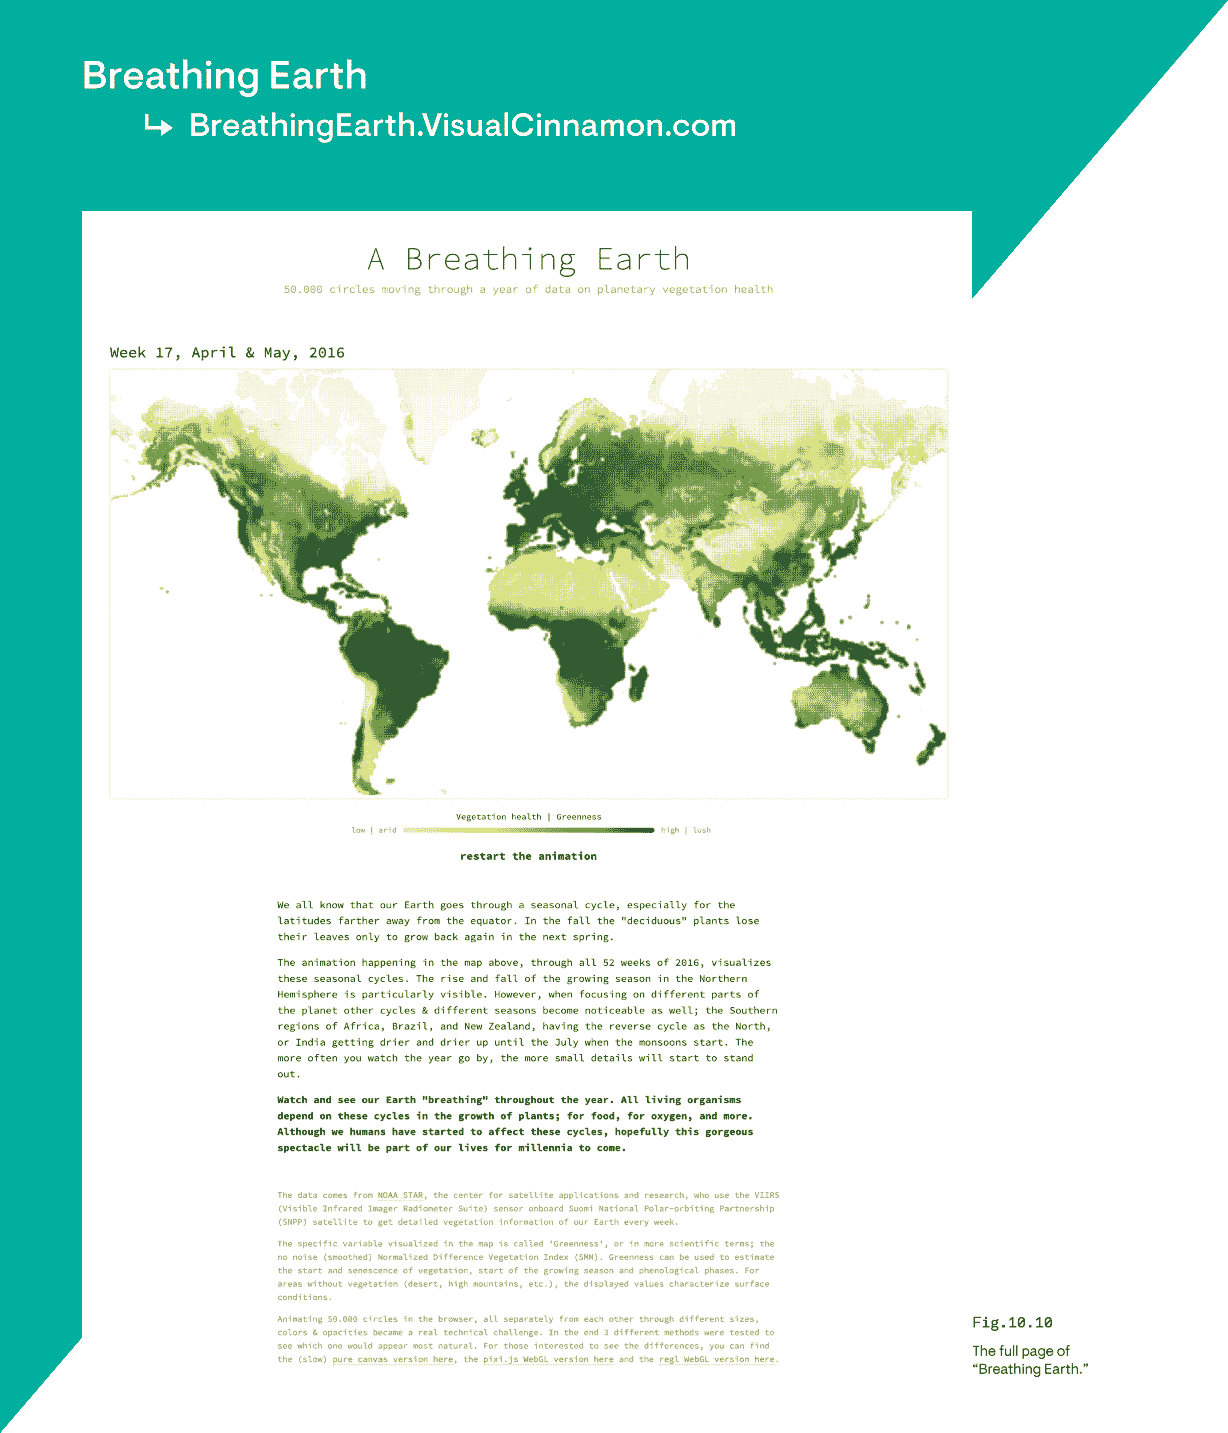 Breathing Earth
↳ BreathingEarth.VisualCinnamon.com
A Breathing Earth
50.000 circles moving through a year of data on planetary vegetation health
Week 17, April & May, 2016
Vegetation health | Greenness
low | arid high | lush
restart the animation
We all know that our Earth goes through a seasonal cycle, especially for the
latitudes farther away from the equator. In the fall the "deciduous" plants lose
their leaves only to grow back again in the next spring.
The animation happening in the map above, through all 52 weeks of 2016, visualizes
these seasonal cycles. The rise and fall of the growing season in the Northern
Hemisphere is particularly visible. However, when focusing on different parts of
the planet other cycles & different seasons become noticeable as well; the Southern
regions of Africa, Brazil, and New Zealand, having the reverse cycle as the North,
or India getting drier and drier up until the July when the monsoons start. The
more often you watch the year go by, the more small details will start to stand
out.
Watch and see our Earth "breathing" throughout the year. All living organisms
depend on these cycles in the growth of plants; for food, for oxygen, and more.
Although we humans have started to affect these cycles, hopefully this gorgeous
spectacle will be part of our lives for millennia to come.
The data comes from NOAA STAR, the center for satellite applications and research, who use the VIIRS
(Visible Infrared Imager Radiometer Suite) sensor onboard Suomi National Polar-orbiting Partnership
(SNPP) satellite to get detailed vegetation information of our Earth every week.
The specific variable visualized in the map is called 'Greenness', or in more scientific terms; the
no noise (smoothed) Normalized Difference Vegetation Index (SMN). Greenness can be used to estimate
the start and senescence of vegetation, start of the growing season and phenological phases. For
areas without vegetation (desert, high mountains, etc.), the displayed values characterize surface
conditions.
Animating 50.000 circles in the browser, all separately from each other through different sizes,
colors & opacities became a real technical challenge. In the end 3 different methods were tested to
see which one would appear most natural. For those interested to see the differences, you can find
the (slow) pure canvas version here, the pixi.js WebGL version here and the regl WebGL version here.
Fig.10.10
The full page of
“Breathing Earth.”